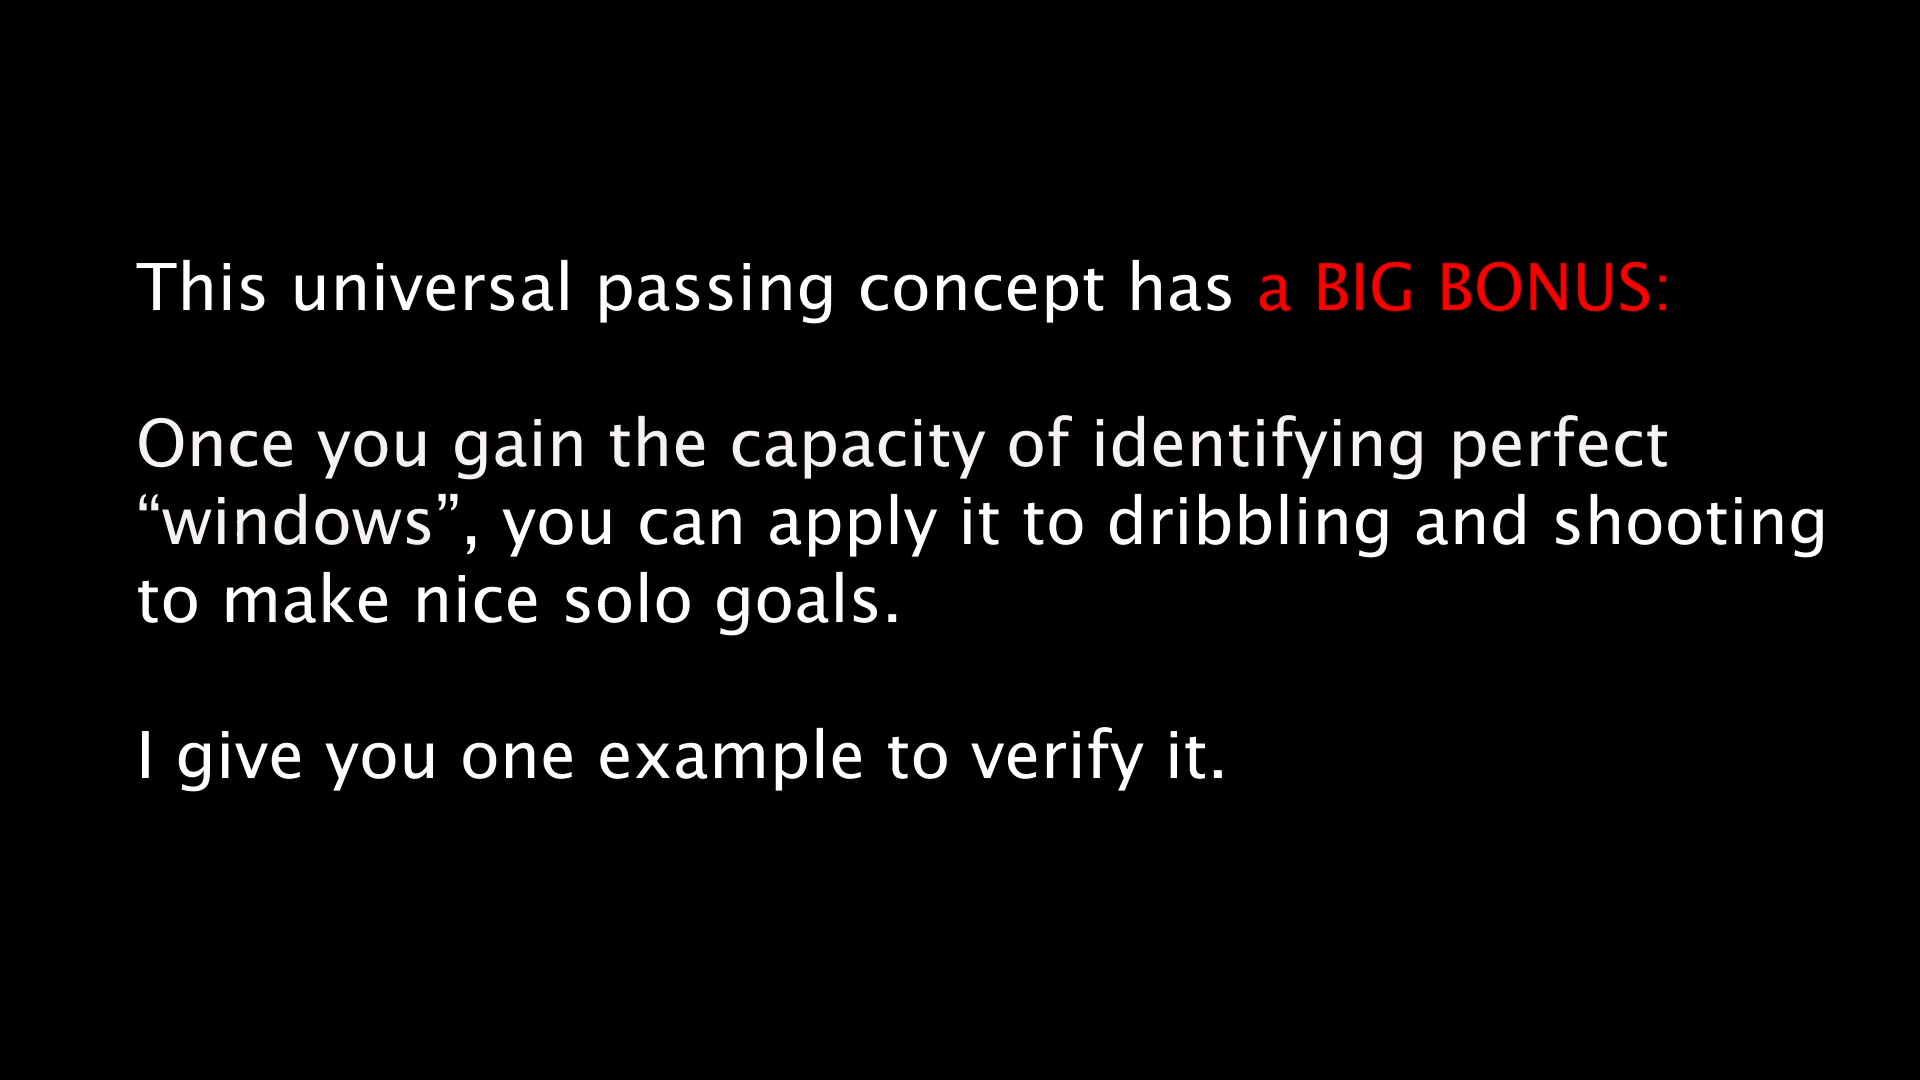 This universal passing concept has a BIG BONUS:
Once you gain the capacity of identifying perfect
“windows”, you can apply it to dribbling and shooting
to make nice solo goals.
I give you one example to verify it.